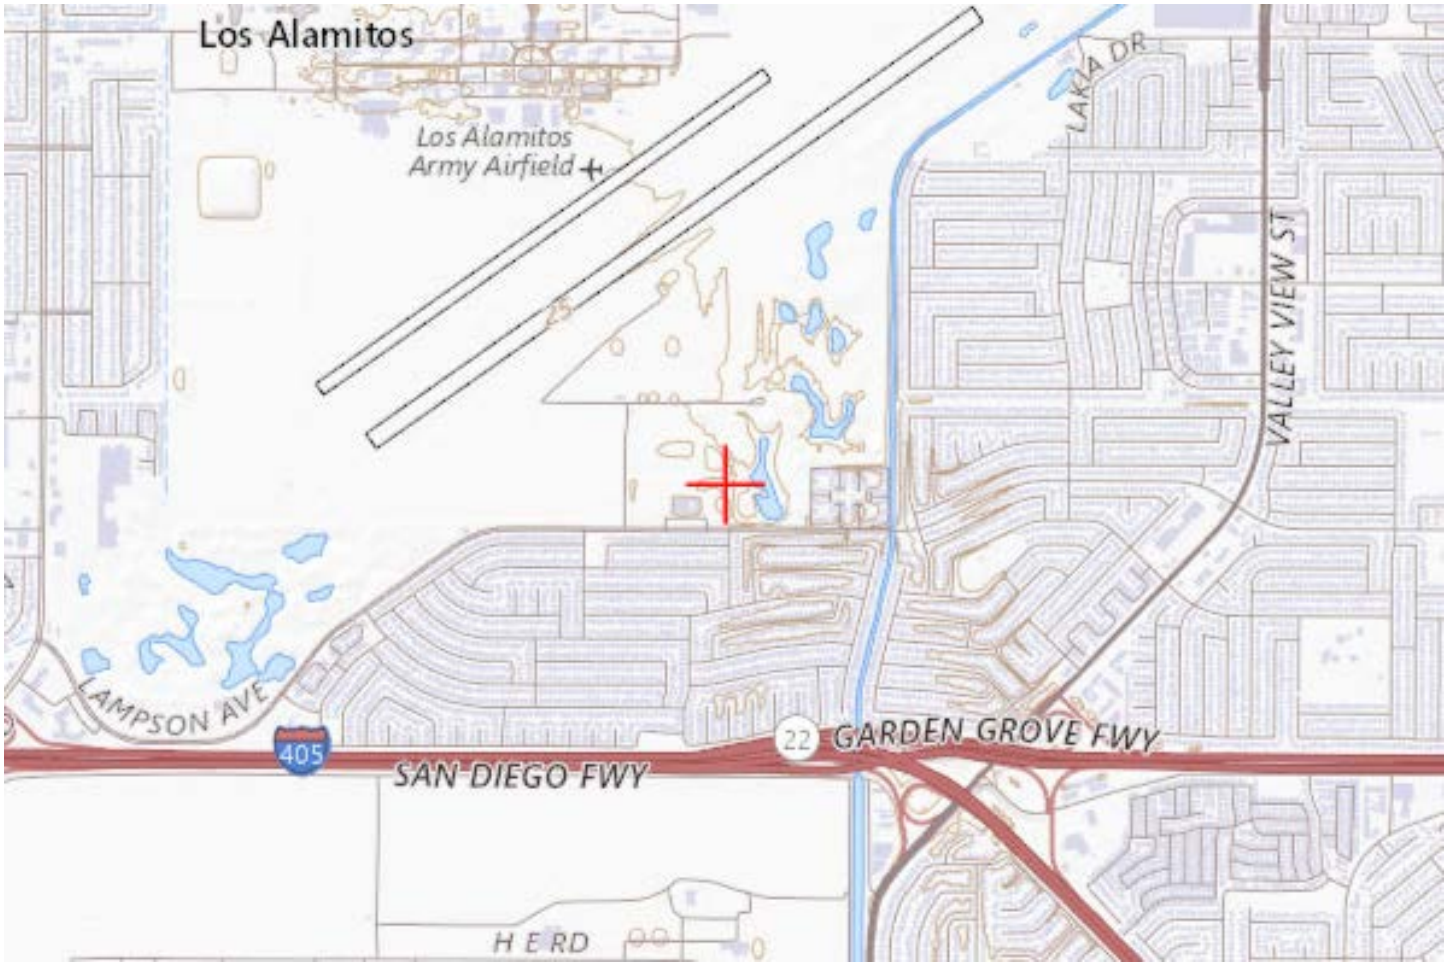 Los Alamitos
LAKIA DR
Los Alamitos
Army Airfield
VALLEY VIEW ST
LAMPSON AVE
405
22
GARDEN GROVE FWY
SAN DIEGO FWY
H E RD